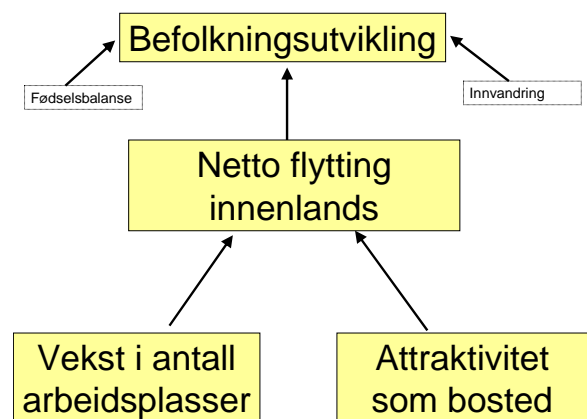 Befolkningsutvikling
Fødselsbalanse
Innvandring
Netto flytting
innenlands
Vekst i antall
arbeidsplasser
Attraktivitet
som bosted